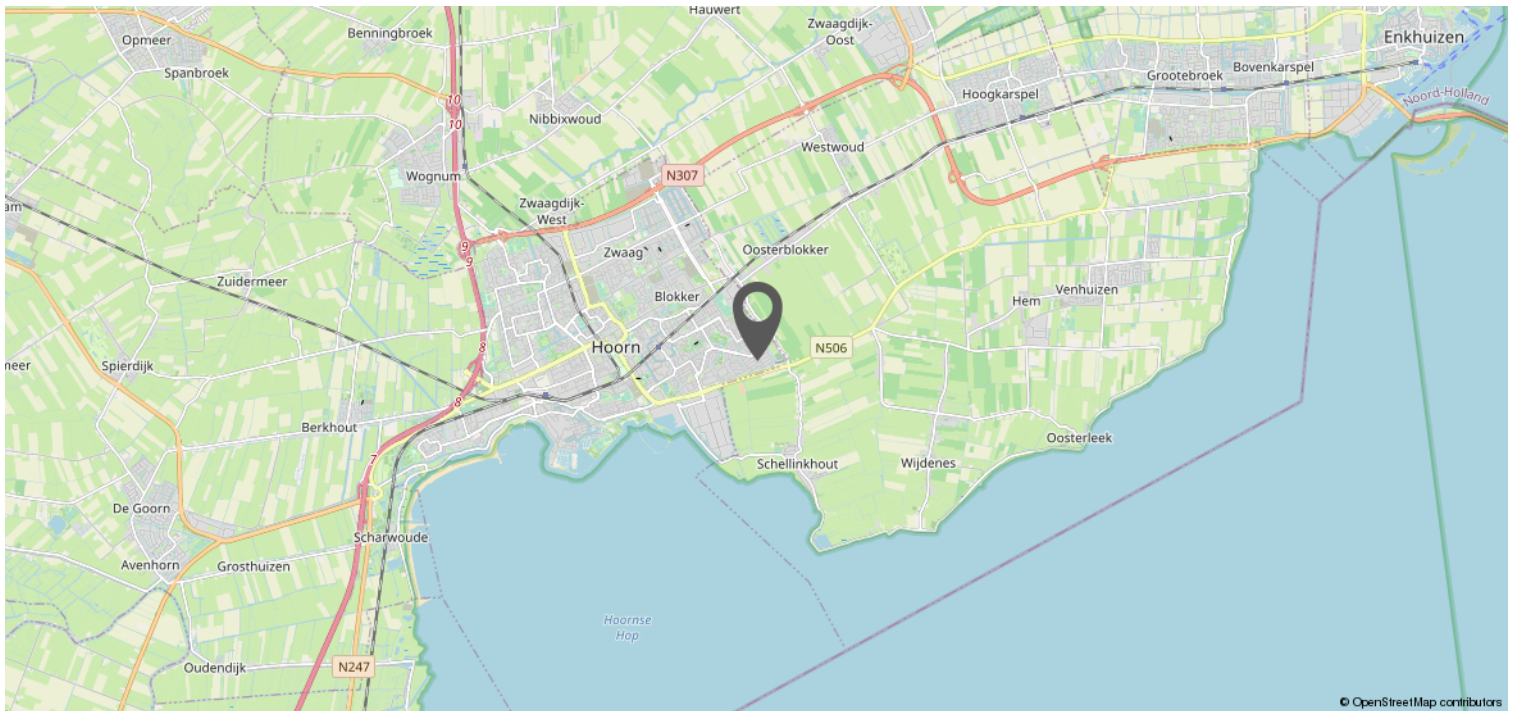 Hauwert
Opmeer
Benningbroek
Zwaagdijk-
Oost
Enkhuizen
Spanbroek
Grootebroek
Bovenkarspel
10
10
Hoogkarspel
Noord-Holland
Nibbixwoud
Westwoud
Wognum
N307
am
Zwaagdijk-
West
9
9
Zwaag
Oosterblokker
Zuidermeer
Blokker
Venhuizen
Hem
8
Hoorn
N506
meer
Spierdijk
8
Berkhout
7
Oosterleek
Schellinkhout
Wijdenes
De Goorn
Scharwoude
Avenhorn
Grosthuizen
Hoornse
Hop
Oudendijk
N247
© OpenStreetMap contributors